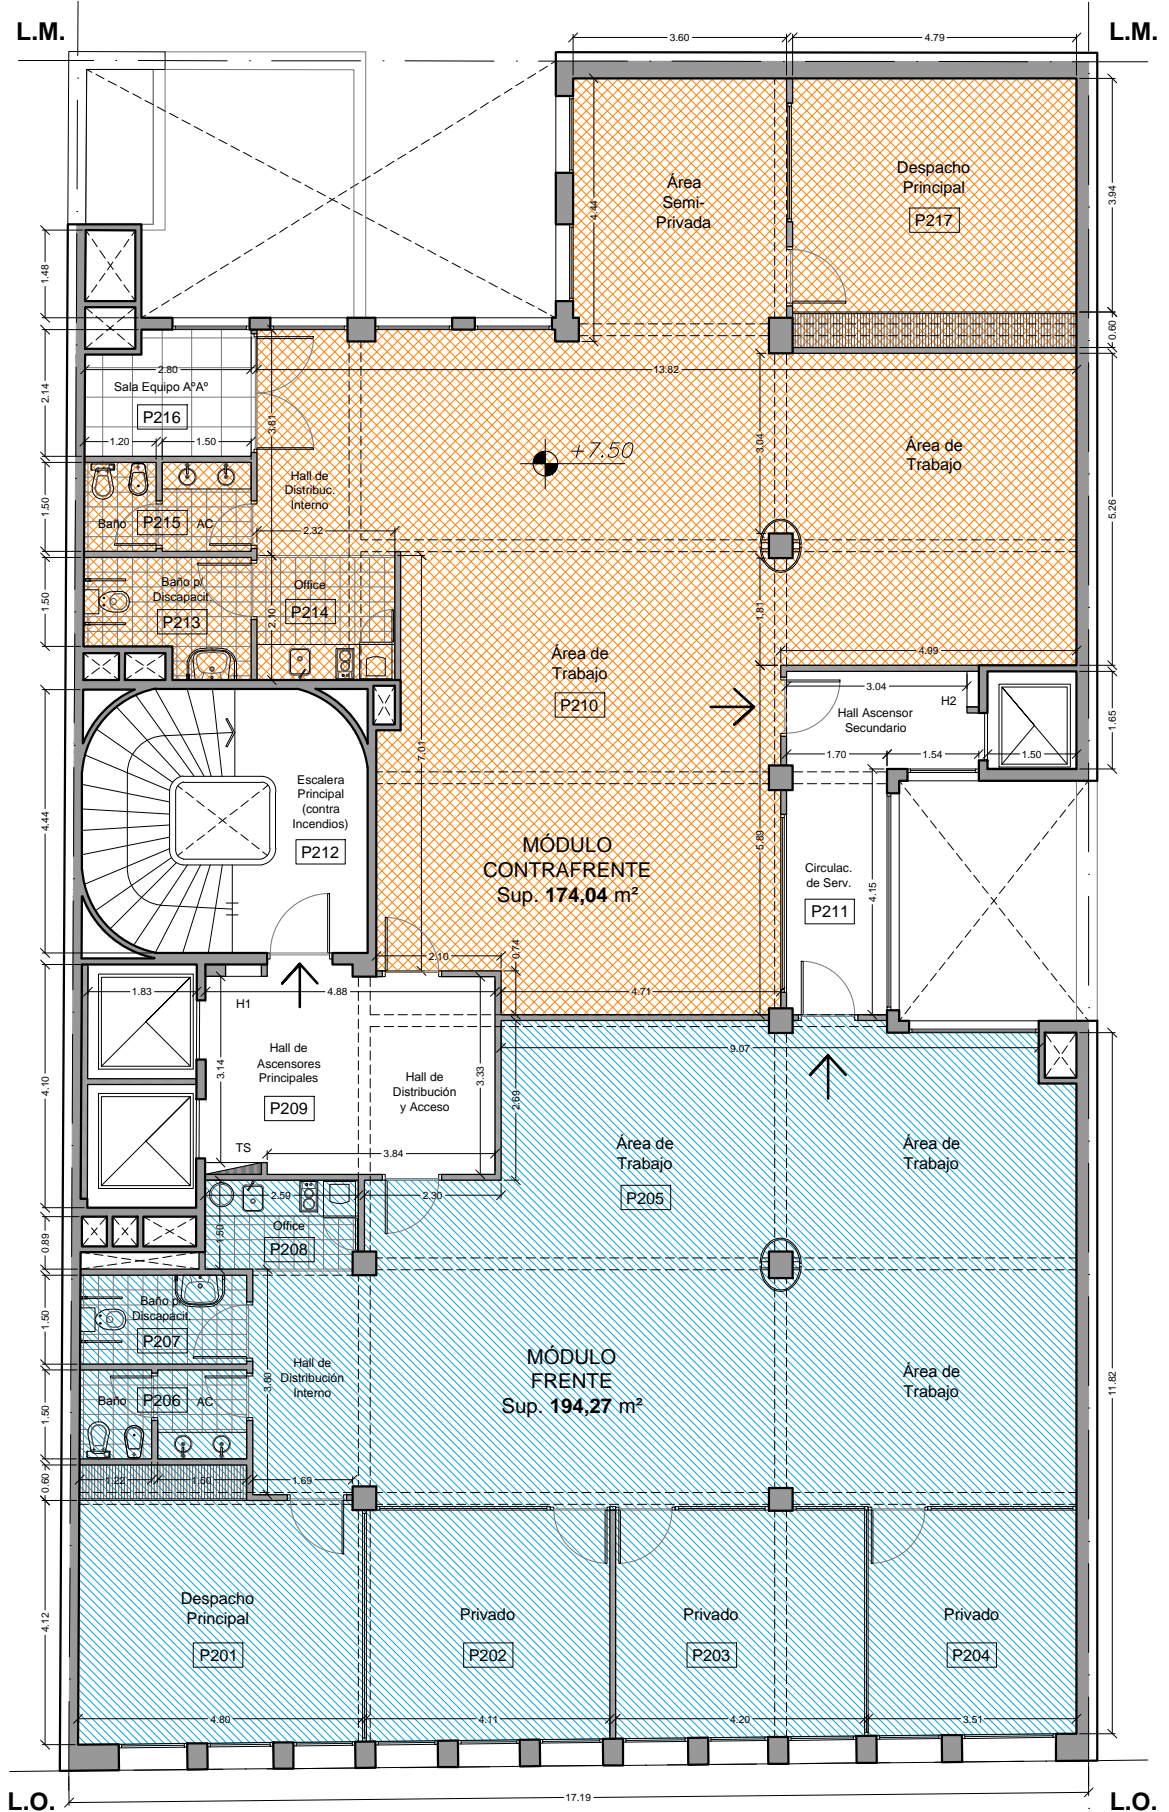 L.M.
L.M.
3.60
4.79
Área
Semi-
Privada
4.44
Despacho
Principal
P217
3.94
1.48
0.60
2.80
13.82
Sala Equipo AºAº
P216
1.20
1.50
2.14
3.81
3.04
+7.50
Área de
Trabajo
5.26
Hall de
Distribuc.
Interno
Baño
P215
AC
1.50
2.32
Baño p/
Discapacit.
P213
1.50
Office
P214
2.10
1.81
4.99
Área de
Trabajo
P210
3.04
H2
Hall Ascensor
Secundario
1.70
1.54
1.50
1.65
7.01
Escalera
Principal
(contra
Incendios)
P212
4.44
MÓDULO
CONTRAFRENTE
Sup. 174,04 m²
5.89
Circulac.
de Serv.
P211
4.15
2.10
0.74
1.83
4.88
4.71
H1
Hall de
Ascensores
Principales
P209
3.14
4.10
Hall de
Distribución
y Acceso
3.33
2.69
9.07
TS
3.84
Área de
Trabajo
P205
Área de
Trabajo
2.59
2.30
1.50
Office
P208
0.89
Baño p/
Discapacit.
P207
1.50
Hall de
Distribución
Interno
3.80
MÓDULO
FRENTE
Sup. 194,27 m²
Área de
Trabajo
11.82
Baño
P206
AC
1.50
1.22
1.50
1.69
0.60
Despacho
Principal
P201
4.12
Privado
P202
Privado
P203
Privado
P204
4.80
4.11
4.20
3.51
L.O.
17.19
L.O.